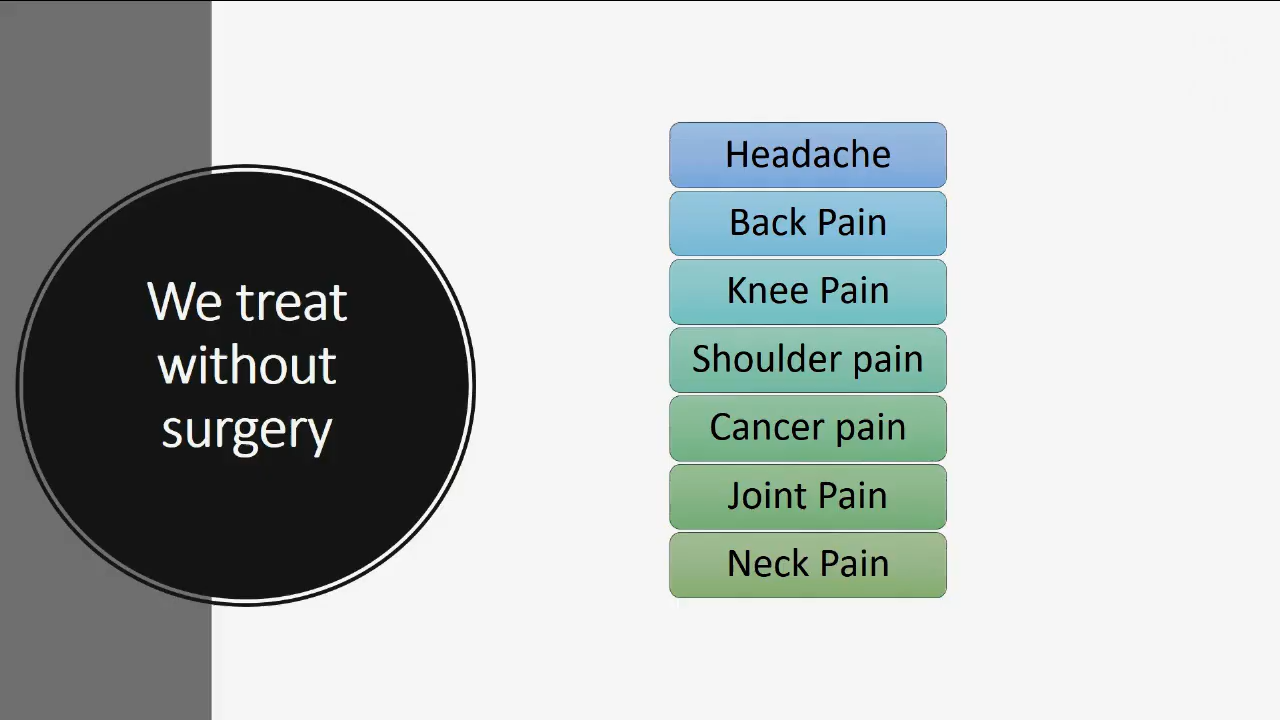 We treat
without
surgery
Headache
Back Pain
Knee Pain
Shoulder pain
Cancer pain
Joint Pain
Neck Pain